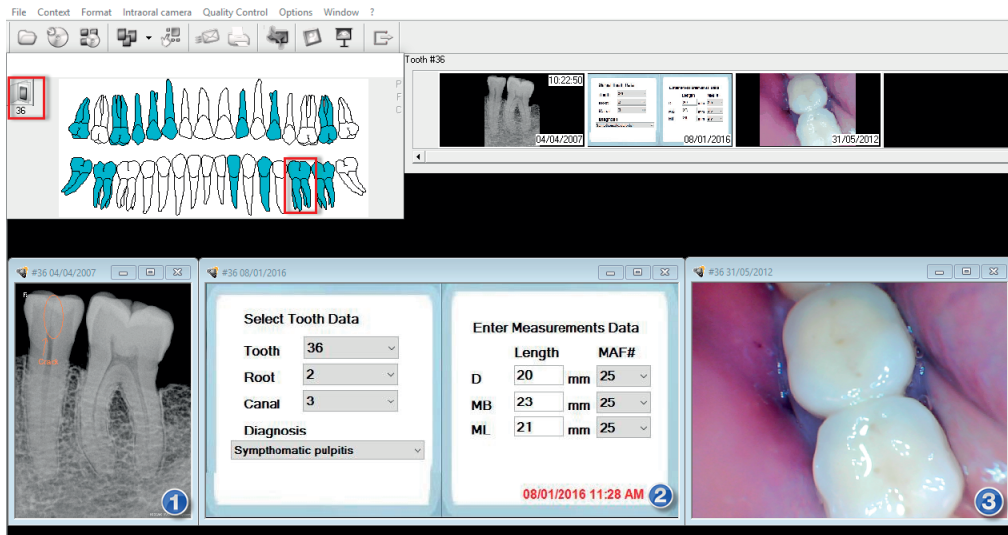 File Context Format Intraoral camera Quality Control Options Window ?
Tooth #36
36
P
F
C
10:22:50
04/04/2007
08/01/2016
31/05/2012
#36 04/04/2007
#36 08/01/2016
#36 31/05/2012
Crack
1
Select Tooth Data
Tooth 36
Root 2
Canal 3
Diagnosis
Sympthomatic pulpitis
Enter Measurements Data
Length MAF#
D 20 mm 25
MB 23 mm 25
ML 21 mm 25
08/01/2016 11:28 AM
2
3